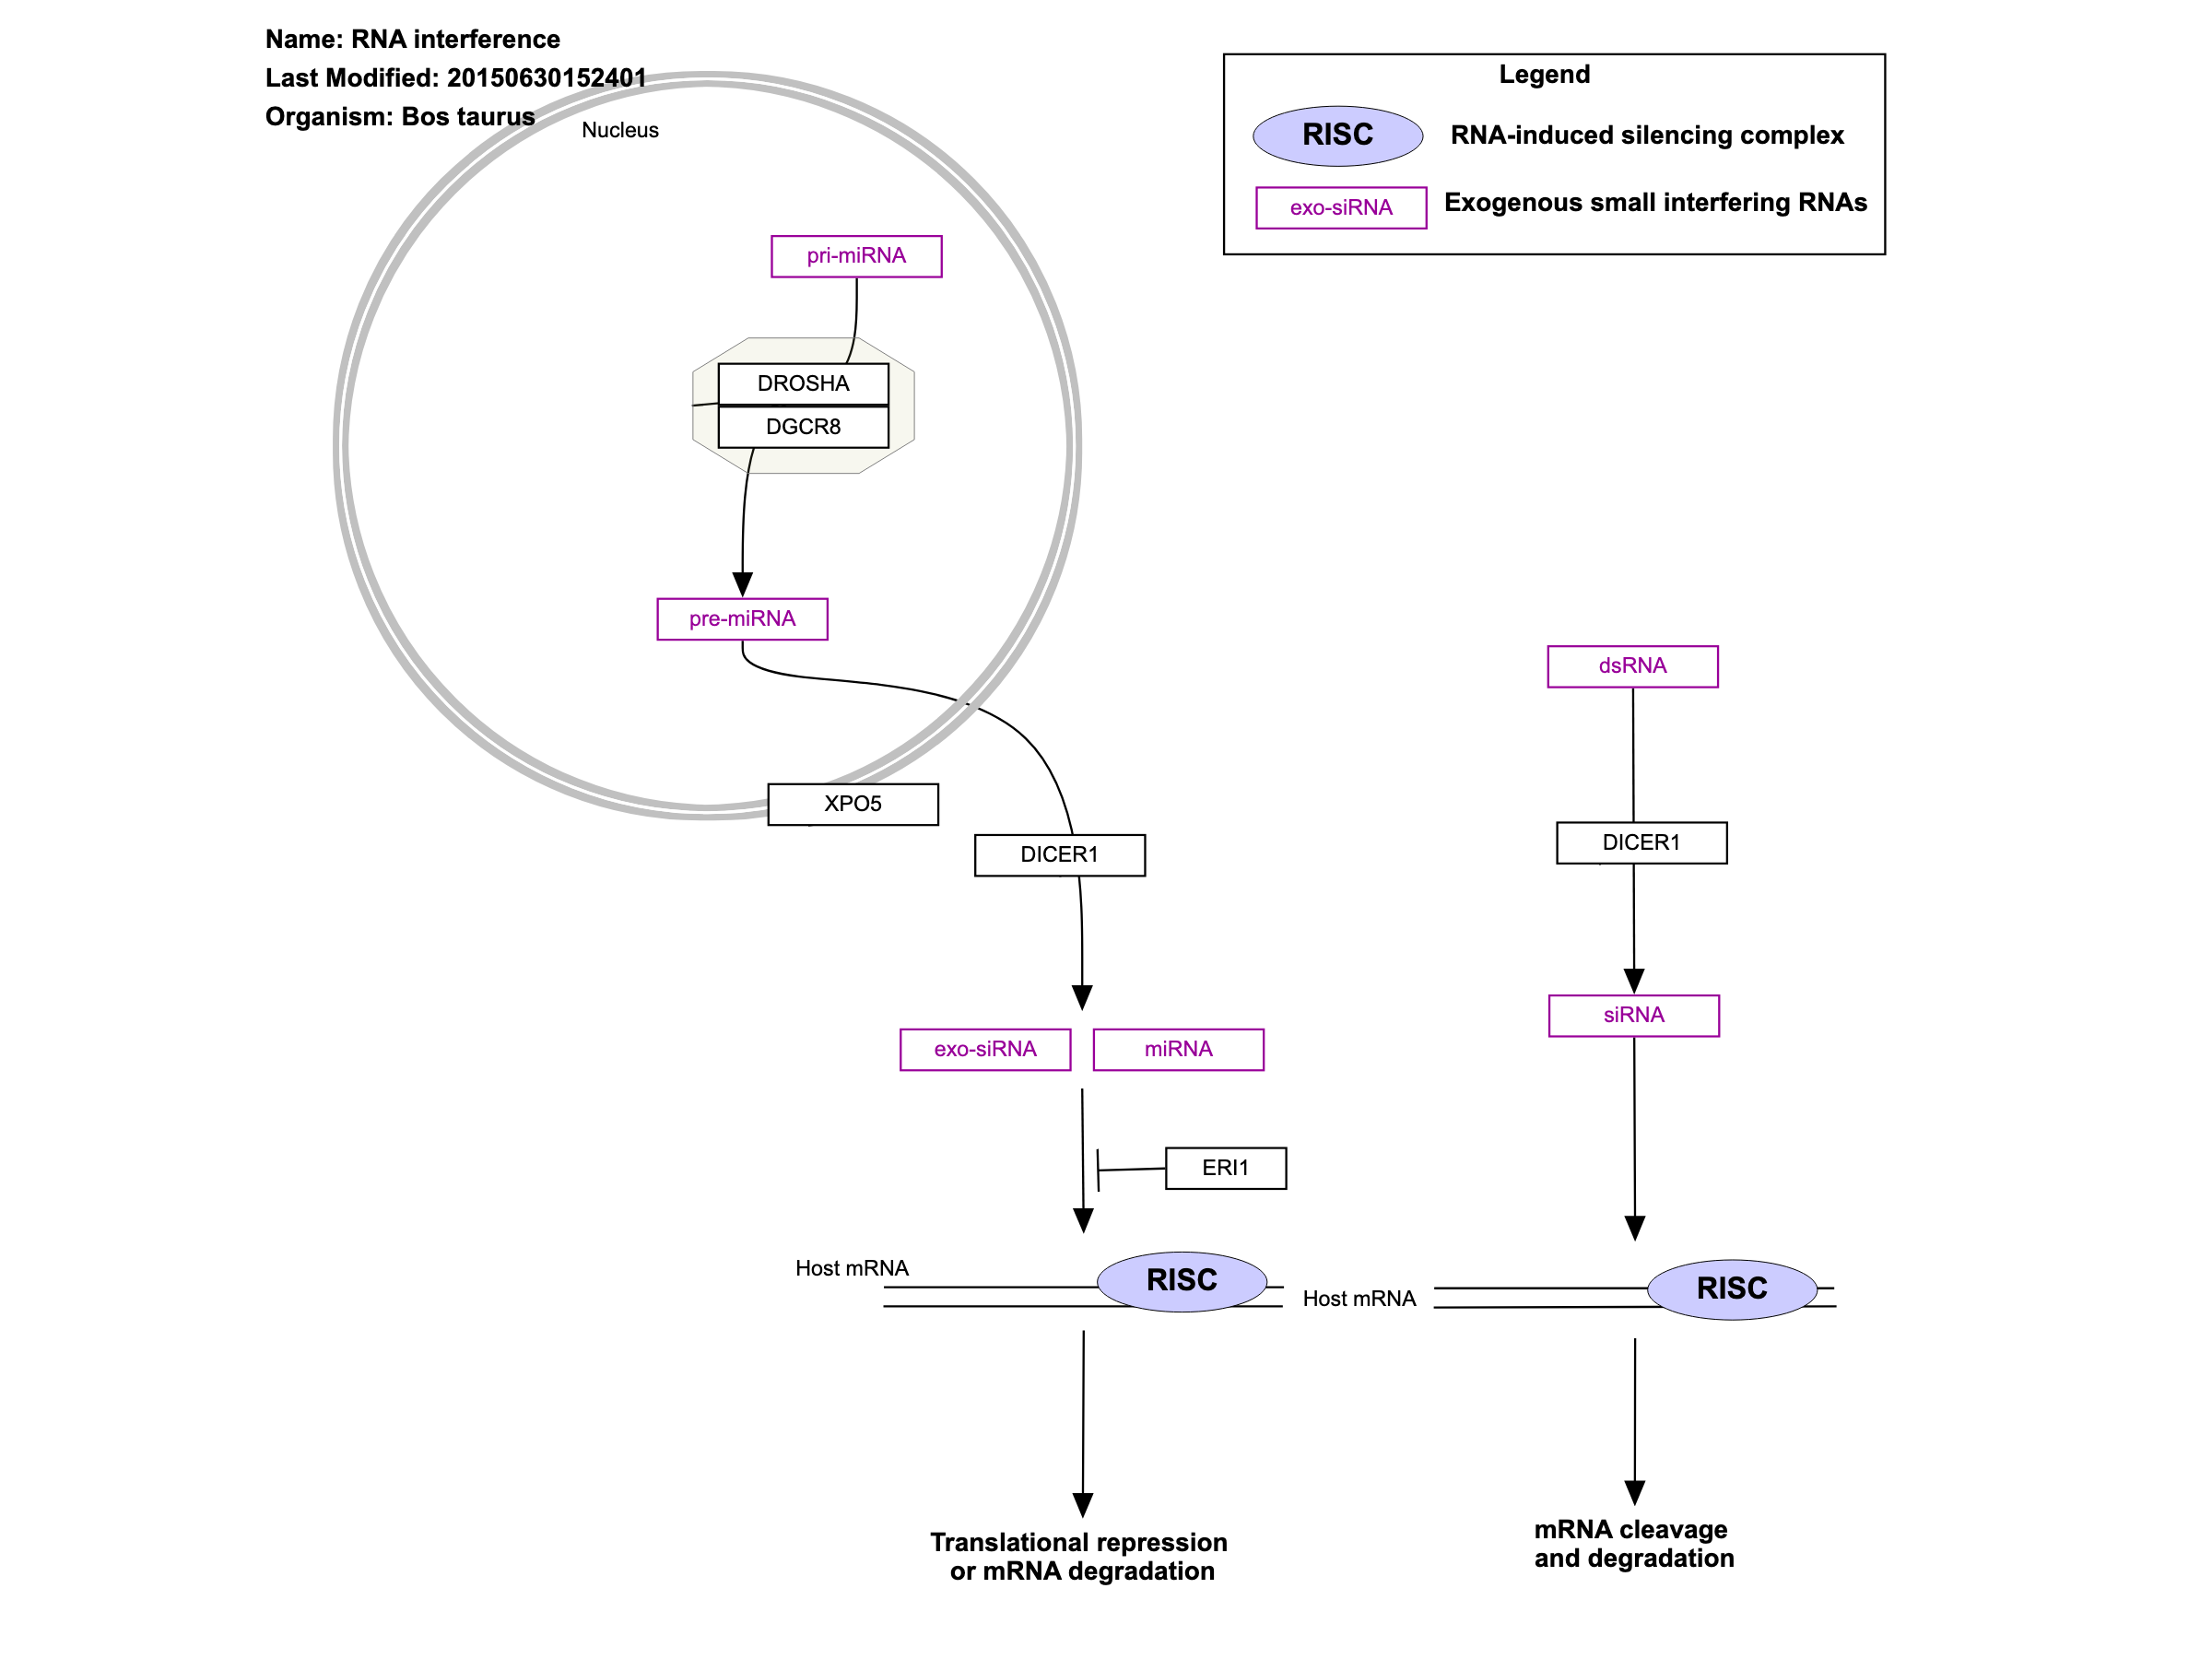 Name: RNA interference
Last Modified: 20150630152401
Organism: Bos taurus
Nucleus
Legend
RISC
RNA-induced silencing complex
exo-siRNA
Exogenous small interfering RNAs
pri-miRNA
DROSHA
DGCR8
pre-miRNA
dsRNA
XPO5
DICER1
DICER1
exo-siRNA
miRNA
siRNA
ERI1
Host mRNA
RISC
Host mRNA
RISC
Translational repression
or mRNA degradation
mRNA cleavage
and degradation